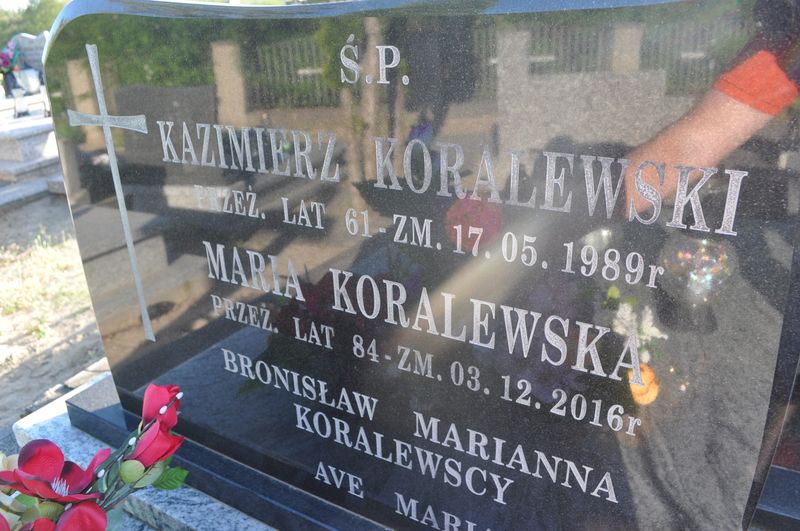 Ś.P.
KAZIMIERZ KORALEWSKI
PRZEŻ. LAT 61-ZM. 17.05.1989r
MARIA KORALEWSKA
PRZEŻ. LAT 84-ZM. 03.12.2016r
BRONISŁAW MARIANNA
KORALEWSCY
AVE MARI